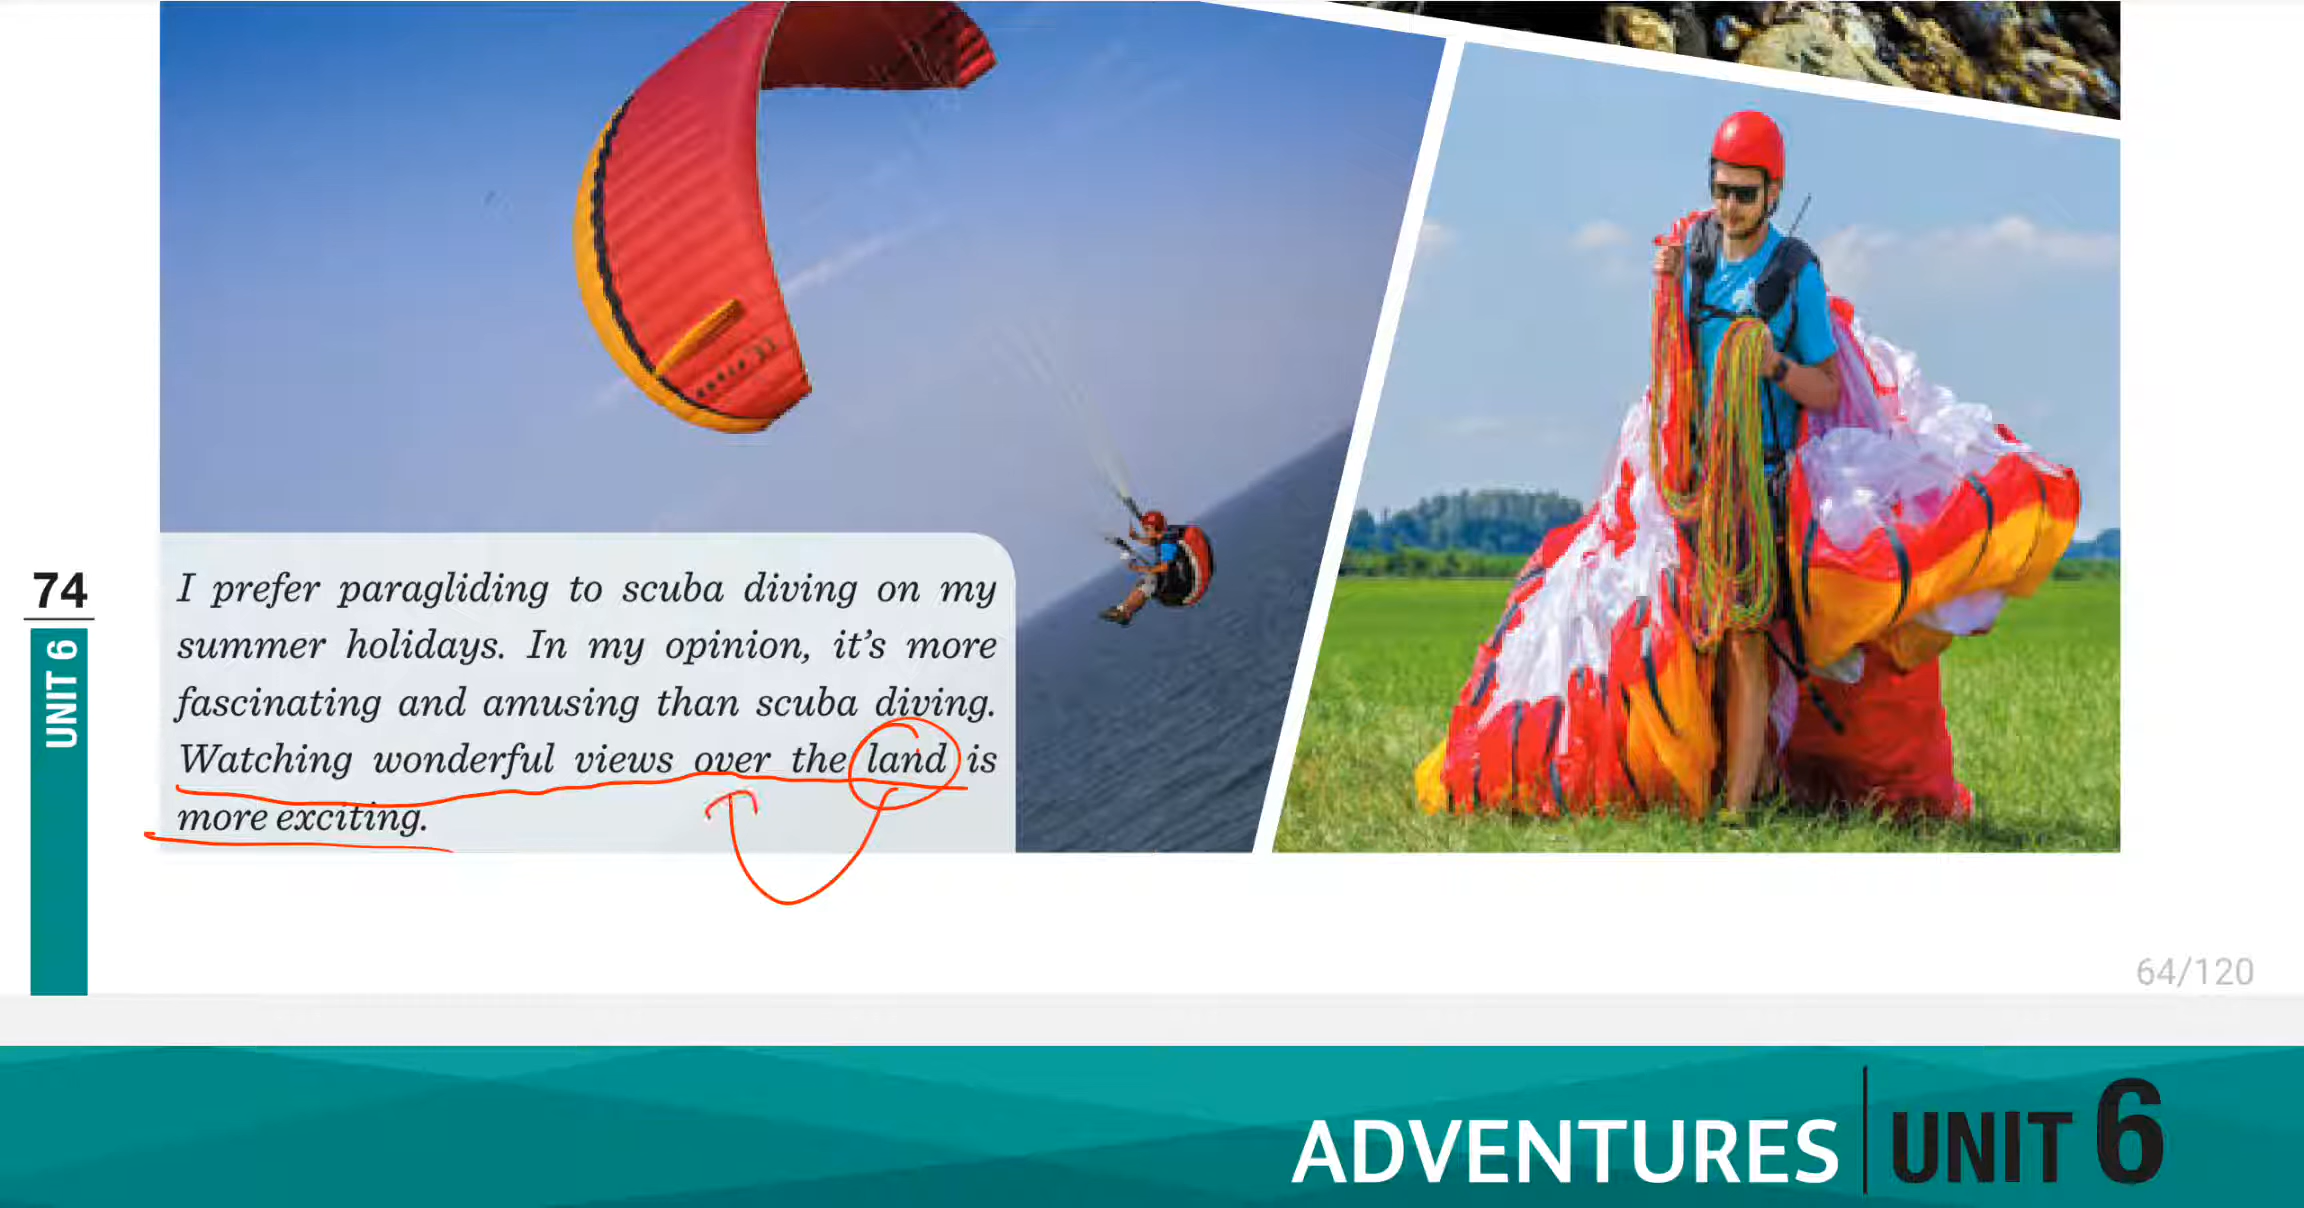 I prefer paragliding to scuba diving on my
summer holidays. In my opinion, it's more
fascinating and amusing than scuba diving.
Watching wonderful views over the land is
more exciting.
74
UNIT 6
64/120
ADVENTURES UNIT 6